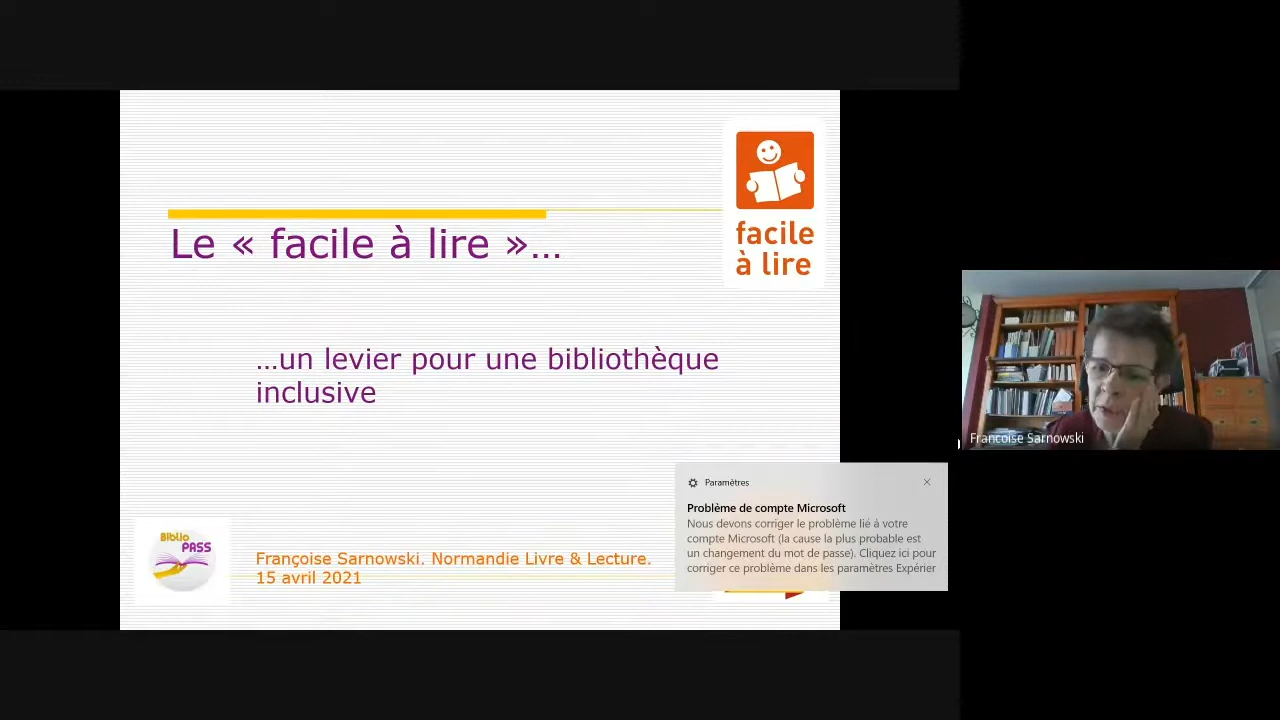 facile
à lire
Le « facile à lire »…
…un levier pour une bibliothèque
inclusive
Biblio
PASS
Françoise Sarnowski. Normandie Livre & Lecture.
15 avril 2021
Paramètres
Problème de compte Microsoft
Nous devons corriger le problème lié à votre
compte Microsoft (la cause la plus probable est
un changement du mot de passe). Cliquez ici pour
corriger ce problème dans les paramètres Expérier
Francoise Sarnowski